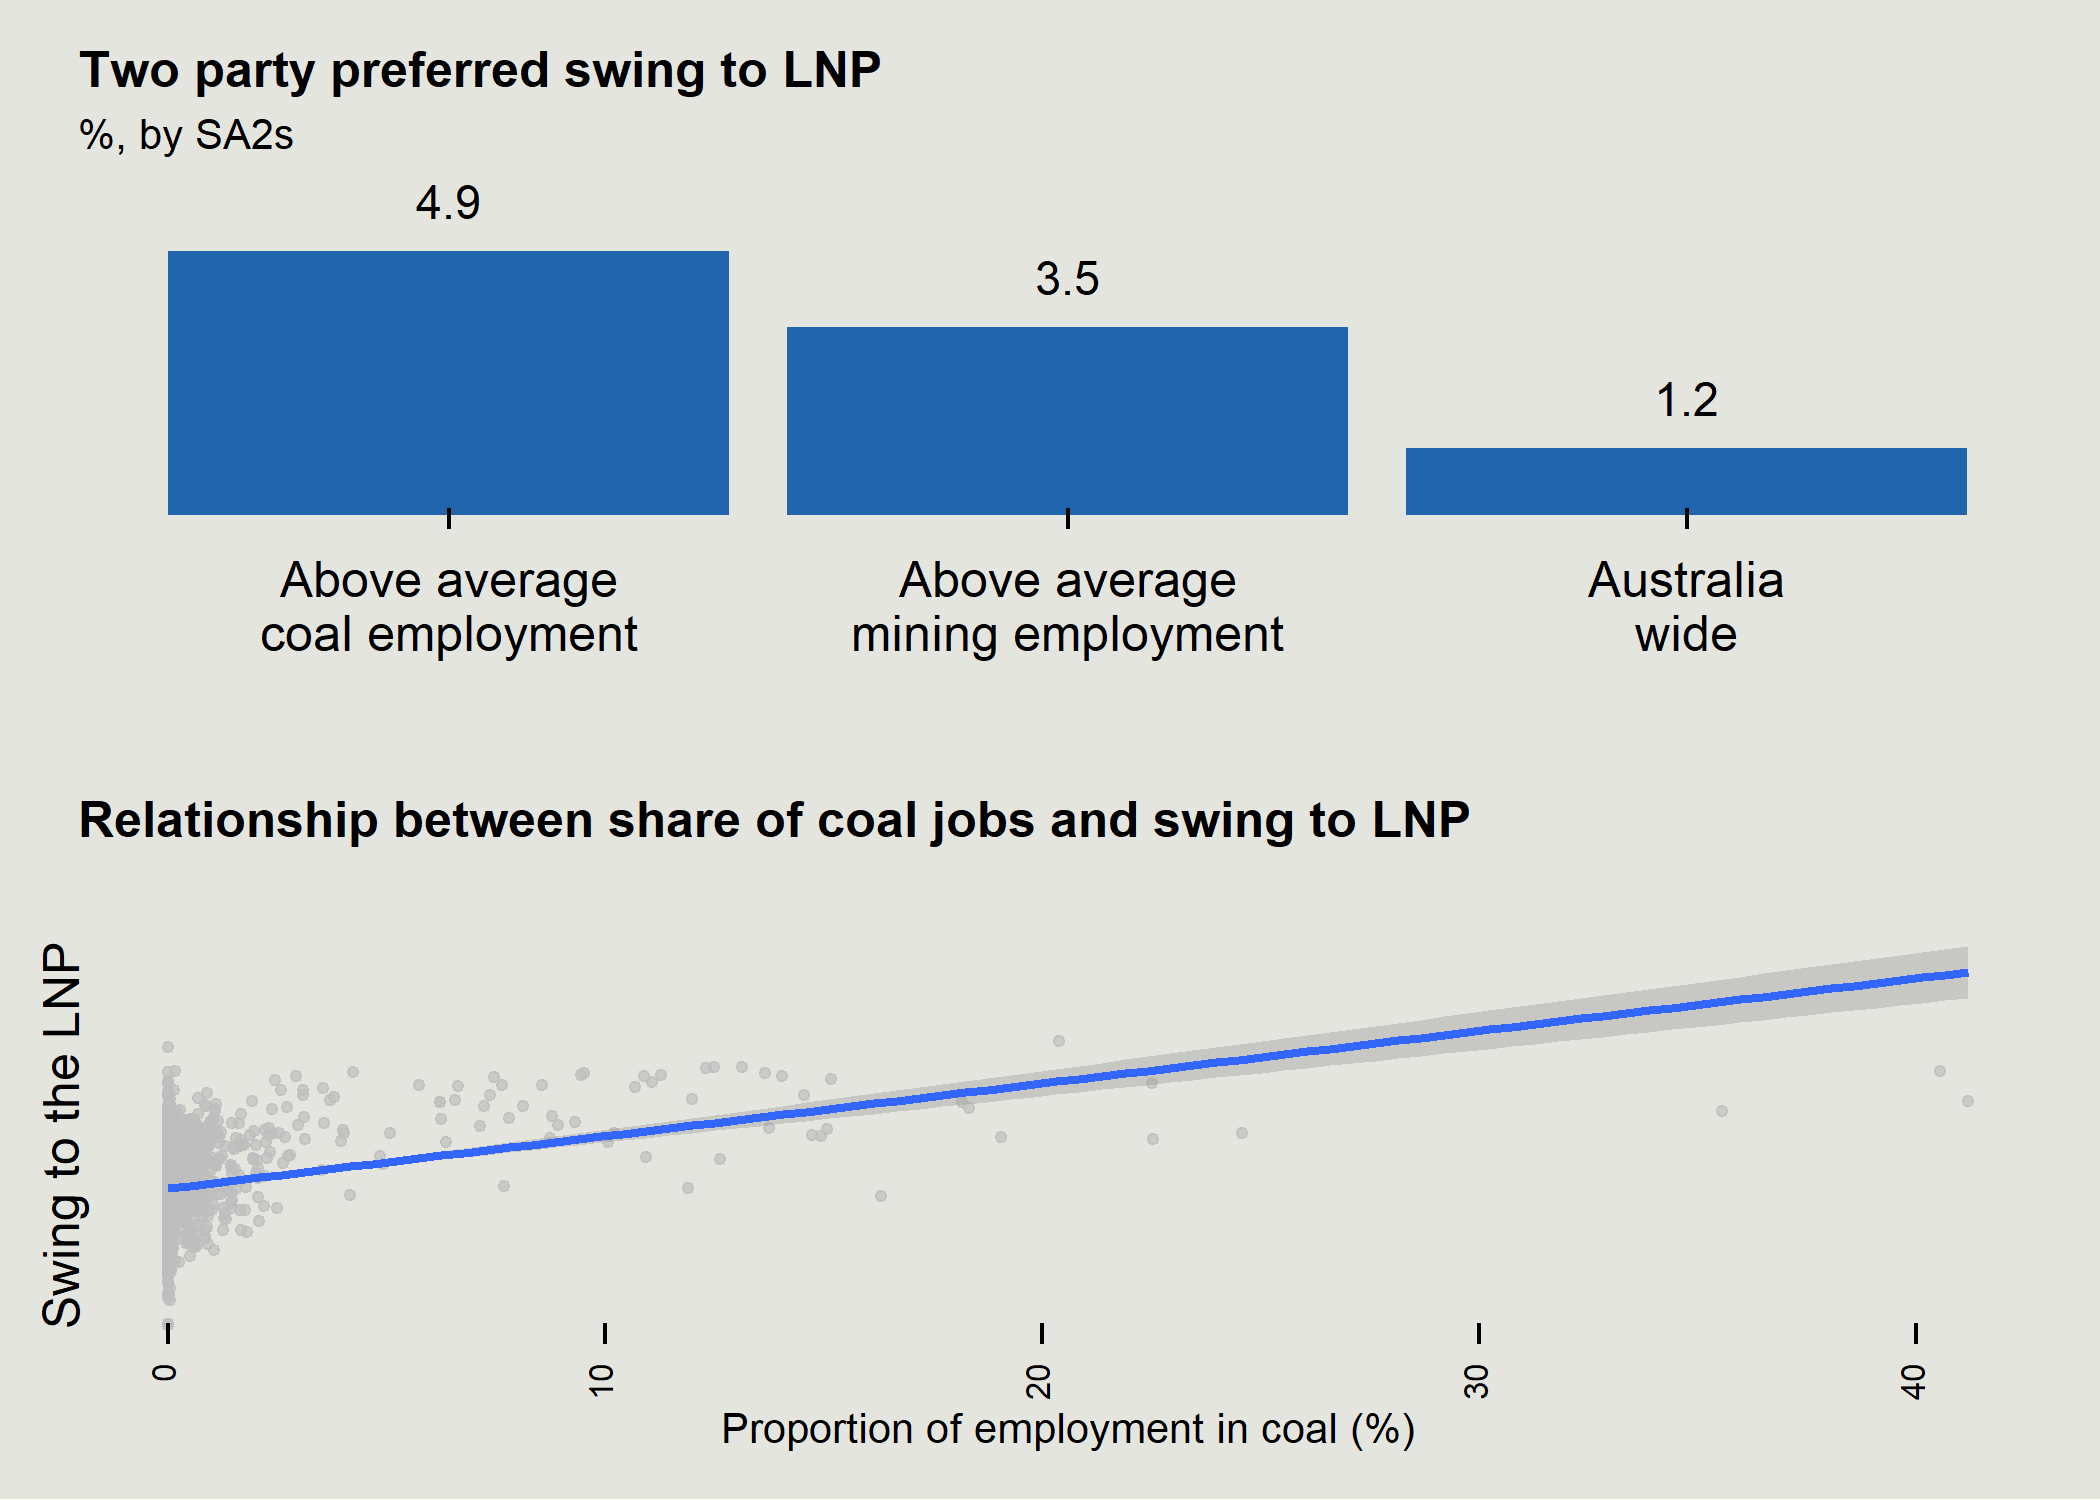 Two party preferred swing to LNP
%, by SA2s
4.9
3.5
1.2
Above average
coal employment
Above average
mining employment
Australia
wide
Relationship between share of coal jobs and swing to LNP
Swing to the LNP
0
10
20
30
40
Proportion of employment in coal (%)